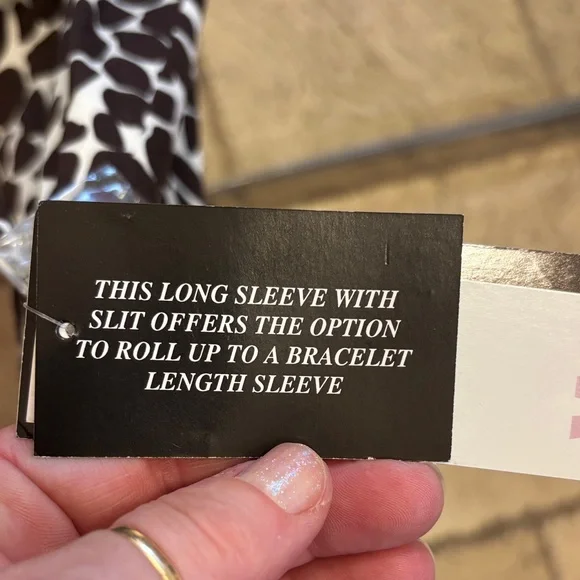 THIS LONG SLEEVE WITH
SLIT OFFERS THE OPTION
TO ROLL UP TO A BRACELET
LENGTH SLEEVE